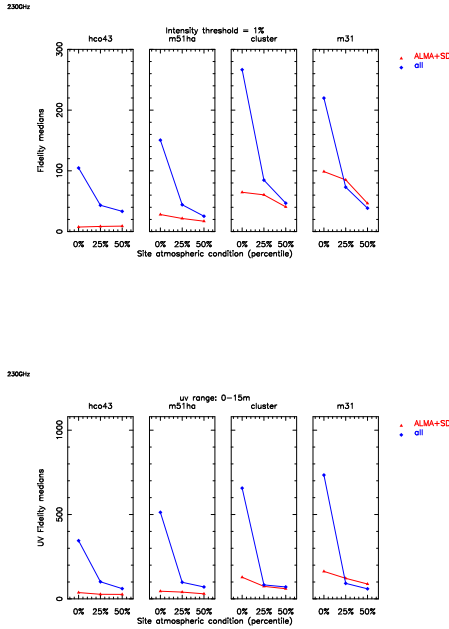 230GHz
Intensity threshold = 1%
hco43 m51ha cluster m31
ALMA+SD
all
Fidelity medians
300
200
100
0
0% 25% 50% 0% 25% 50% 0% 25% 50% 0% 25% 50%
Site atmospheric condition (percentile)
230GHz
uv range: 0-15m
hco43 m51ha cluster m31
ALMA+SD
all
UV Fidelity medians
1000
500
0
0% 25% 50% 0% 25% 50% 0% 25% 50% 0% 25% 50%
Site atmospheric condition (percentile)